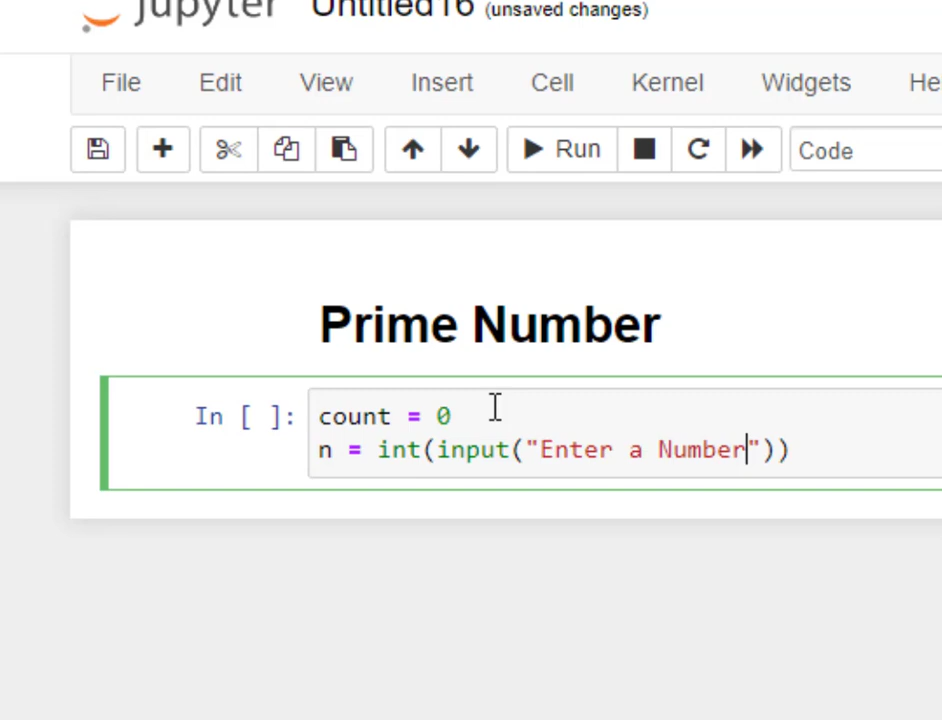 jupyter Untitled16 (unsaved changes)
File Edit View Insert Cell Kernel Widgets He
Run Code
Prime Number
In [ ]: count = 0
n = int(input("Enter a Number"))